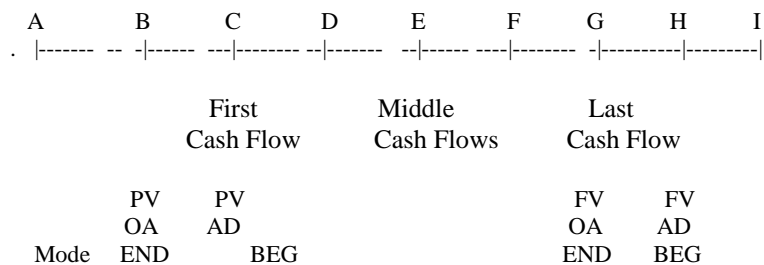 A B C D E F G H I
. |------- -- -|------ ---|-------- --|------- --|------ ----|-------- -|----------|---------|
First Middle Last
Cash Flow Cash Flows Cash Flow
PV PV FV FV
OA AD OA AD
Mode END BEG END BEG